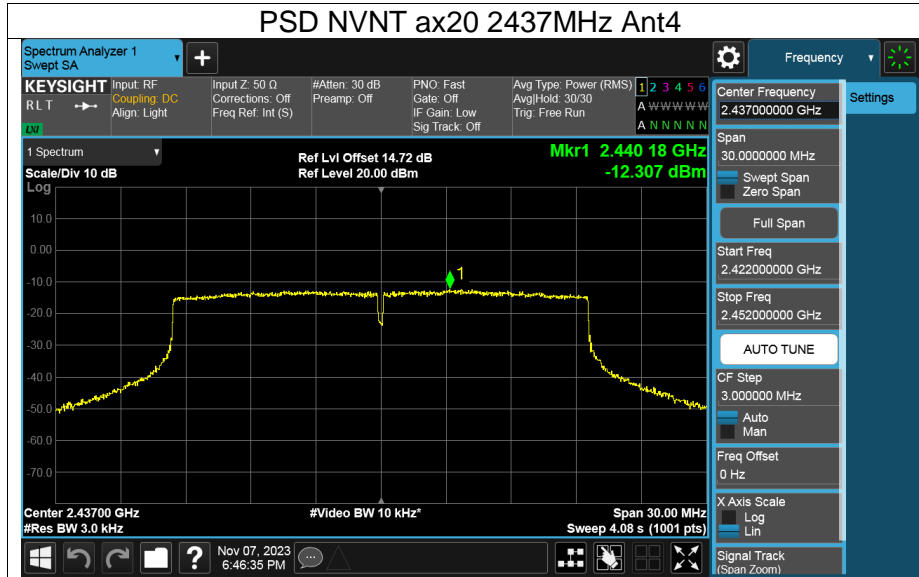 PSD NVNT ax20 2437MHz Ant4
Spectrum Analyzer 1
Swept SA
+
Frequency
KEYSIGHT
RLT
LXI
Input: RF
Coupling: DC
Align: Light
Input Z: 50 Ω
Corrections: Off
Freq Ref: Int (S)
#Atten: 30 dB
Preamp: Off
PNO: Fast
Gate: Off
IF Gain: Low
Sig Track: Off
Avg Type: Power (RMS)
Avg|Hold: 30/30
Trig: Free Run
1 2 3 4 5 6
A W W W W W
A N N N N N
1 Spectrum
Scale/Div 10 dB
Log
Ref Lvl Offset 14.72 dB
Ref Level 20.00 dBm
Mkr1 2.440 18 GHz
-12.307 dBm
10.0
0.00
-10.0
-20.0
-30.0
-40.0
-50.0
-60.0
-70.0
1
Center 2.43700 GHz
#Res BW 3.0 kHz
#Video BW 10 kHz*
Span 30.00 MHz
Sweep 4.08 s (1001 pts)
Center Frequency
2.437000000 GHz
Span
30.0000000 MHz
Swept Span
Zero Span
Full Span
Start Freq
2.422000000 GHz
Stop Freq
2.452000000 GHz
AUTO TUNE
CF Step
3.000000 MHz
Auto
Man
Freq Offset
0 Hz
X Axis Scale
Log
Lin
Signal Track
(Span Zoom)
Settings
?
Nov 07, 2023
6:46:35 PM